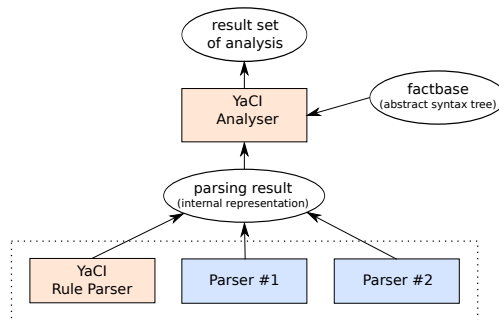 result set
of analysis
YaCI
Analyser
factbase
(abstract syntax tree)
parsing result
(internal representation)
YaCI
Rule Parser
Parser #1
Parser #2